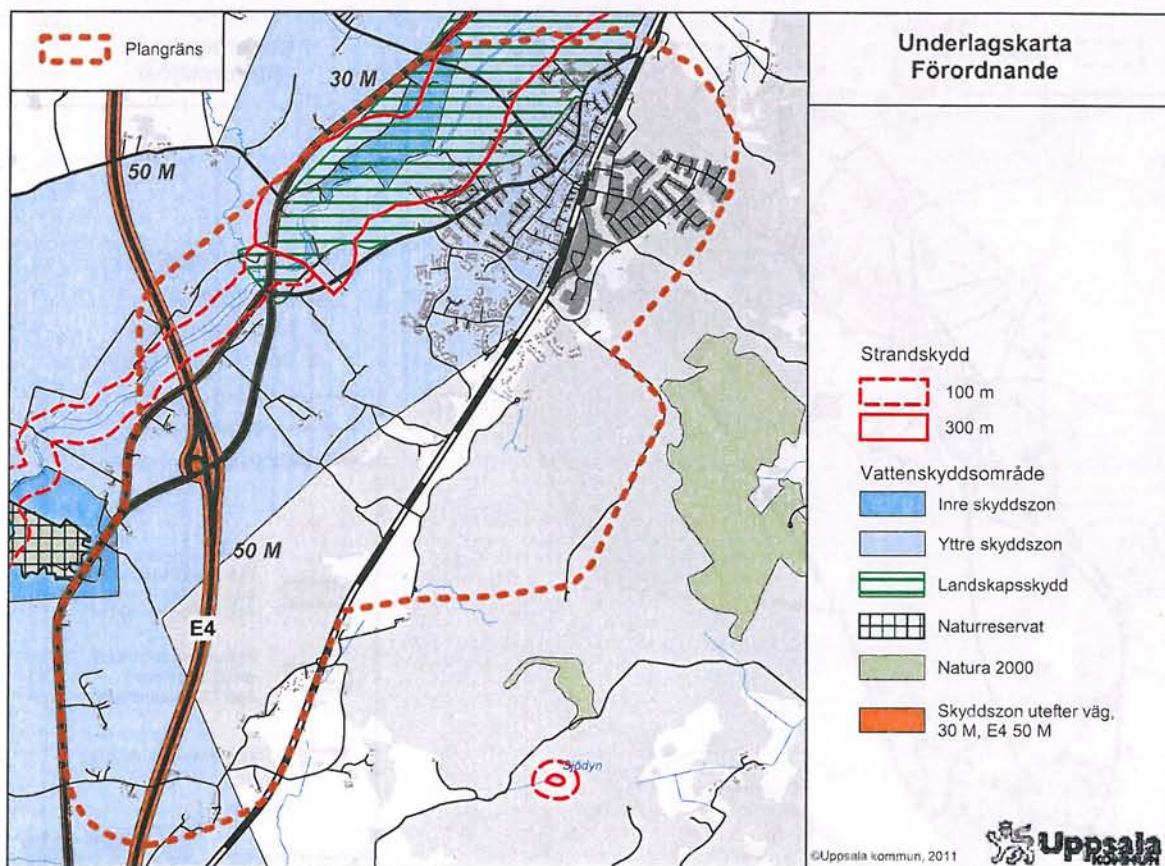 Plangräns
30 M
50 M
50 M
E4
Sjödyn
Underlagskarta
Förordnande
Strandskydd
100 m
300 m
Vattenskyddsområde
Inre skyddszon
Yttre skyddszon
Landskapsskydd
Naturreservat
Natura 2000
Skyddszon utefter väg,
30 M, E4 50 M
©Uppsala kommun, 2011
Uppsala
KOMMUN